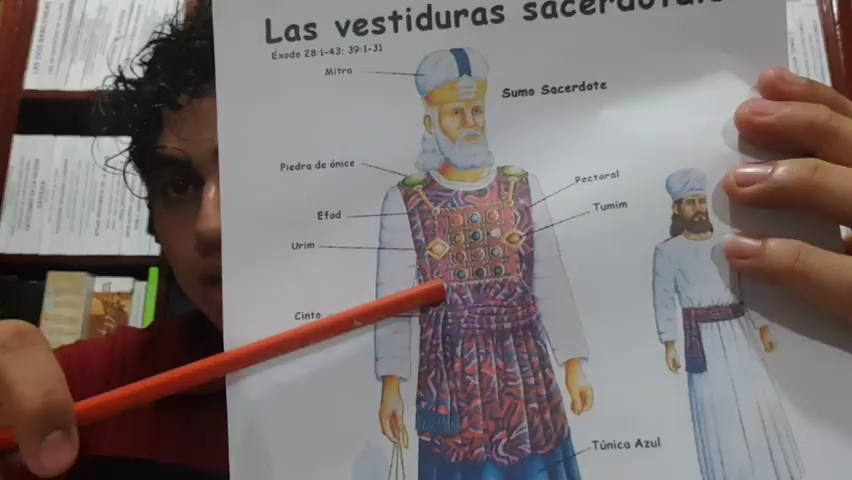 Las vestiduras
Éxodo 28:1-43; 39:1-31
Mitra
Sumo Sacerdote
Piedra de ónice
Pectoral
Efod
Tumim
Urim
Cinto
Túnica Azul